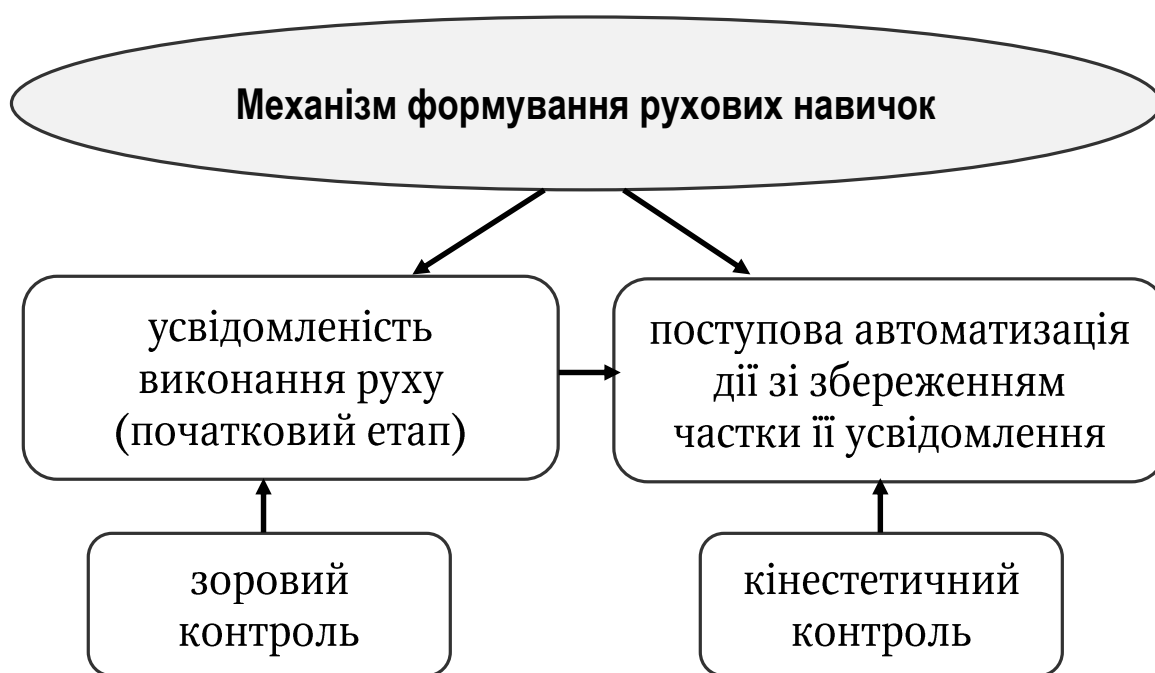 Механізм формування рухових навичок
усвідомленість
виконання руху
(початковий етап)
поступова автоматизація
дії зі збереженням
частки її усвідомлення
зоровий
контроль
кінестетичний
контроль